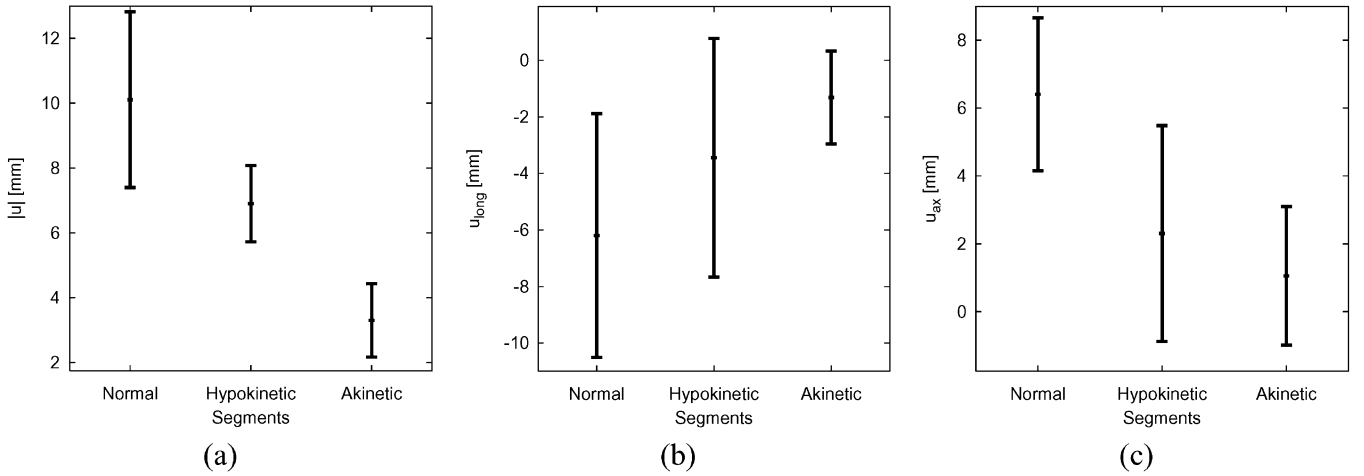 12
10
8
6
4
2
|u| [mm]
Normal Hypokinetic Akinetic
Segments
(a)
0
-2
-4
-6
-8
-10
u_long [mm]
Normal Hypokinetic Akinetic
Segments
(b)
8
6
4
2
0
u_ax [mm]
Normal Hypokinetic Akinetic
Segments
(c)